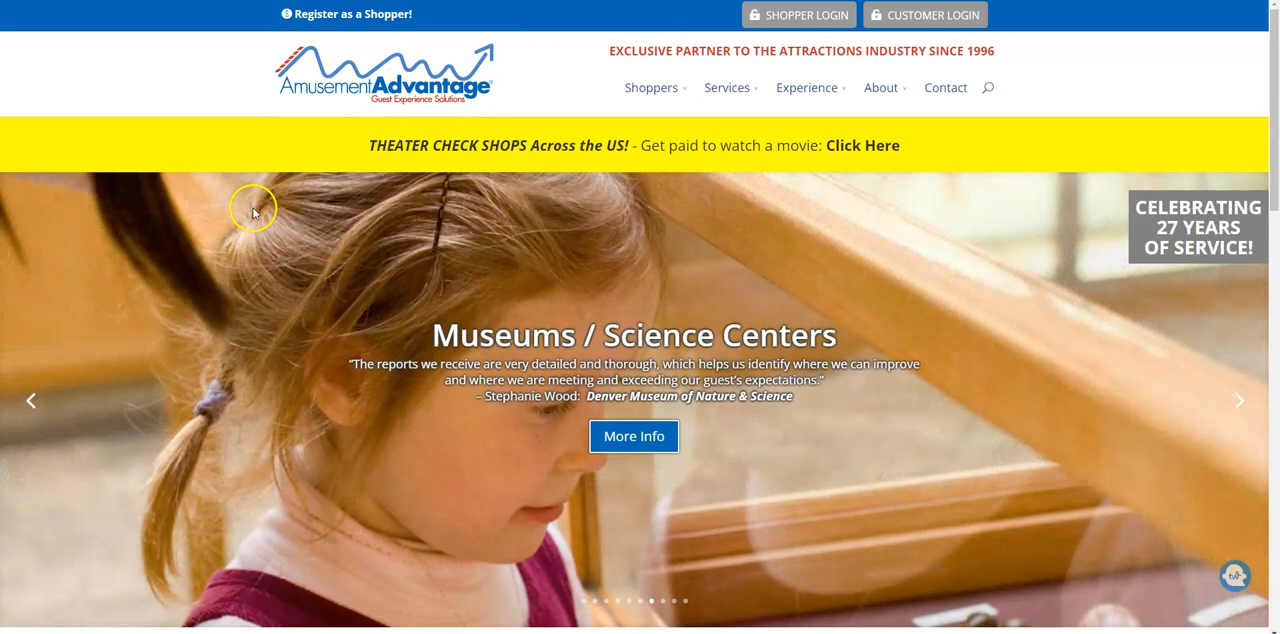 Register as a Shopper!
SHOPPER LOGIN
CUSTOMER LOGIN
EXCLUSIVE PARTNER TO THE ATTRACTIONS INDUSTRY SINCE 1996
AmusementAdvantage®
Guest Experience Solutions
Shoppers
Services
Experience
About
Contact
THEATER CHECK SHOPS Across the US! - Get paid to watch a movie: Click Here
CELEBRATING
27 YEARS
OF SERVICE!
Museums / Science Centers
“The reports we receive are very detailed and thorough, which helps us identify where we can improve
and where we are meeting and exceeding our guest’s expectations.”
– Stephanie Wood: Denver Museum of Nature & Science
More Info